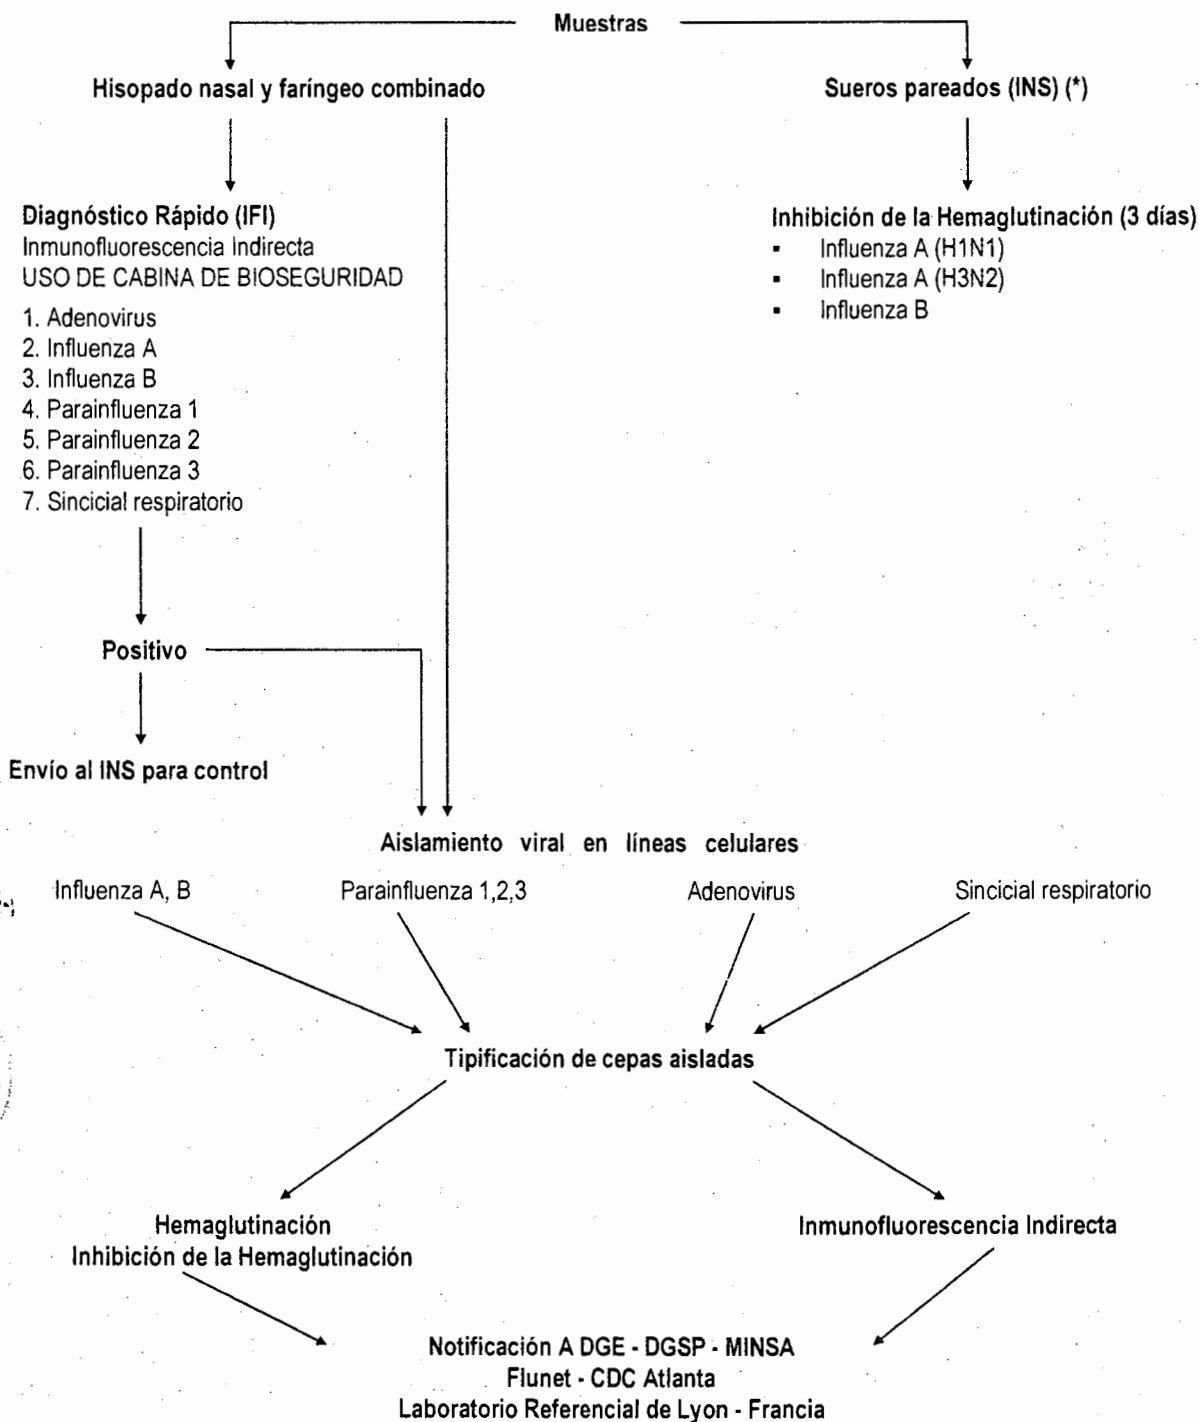 Muestras
Hisopado nasal y faríngeo combinado
Sueros pareados (INS) (*)
Diagnóstico Rápido (IFI)
Inmunofluorescencia Indirecta
USO DE CABINA DE BIOSEGURIDAD
1. Adenovirus
2. Influenza A
3. Influenza B
4. Parainfluenza 1
5. Parainfluenza 2
6. Parainfluenza 3
7. Sincicial respiratorio
Inhibición de la Hemaglutinación (3 días)
▪ Influenza A (H1N1)
▪ Influenza A (H3N2)
▪ Influenza B
Positivo
Envío al INS para control
Aislamiento viral en líneas celulares
Influenza A, B
Parainfluenza 1,2,3
Adenovirus
Sincicial respiratorio
Tipificación de cepas aisladas
Hemaglutinación
Inhibición de la Hemaglutinación
Inmunofluorescencia Indirecta
Notificación A DGE - DGSP - MINSA
Flunet - CDC Atlanta
Laboratorio Referencial de Lyon - Francia